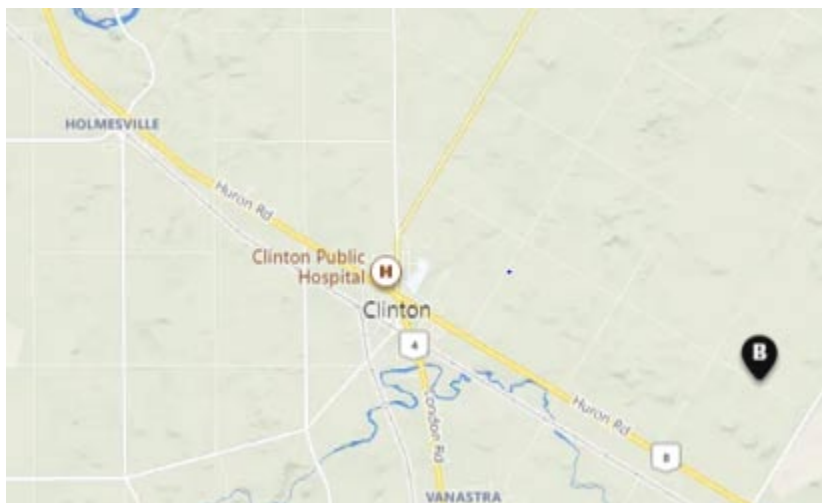 HOLMESVILLE
Huron Rd
Clinton Public
Hospital
H
Clinton
4
B
London Rd
Huron Rd
8
VANASTRA